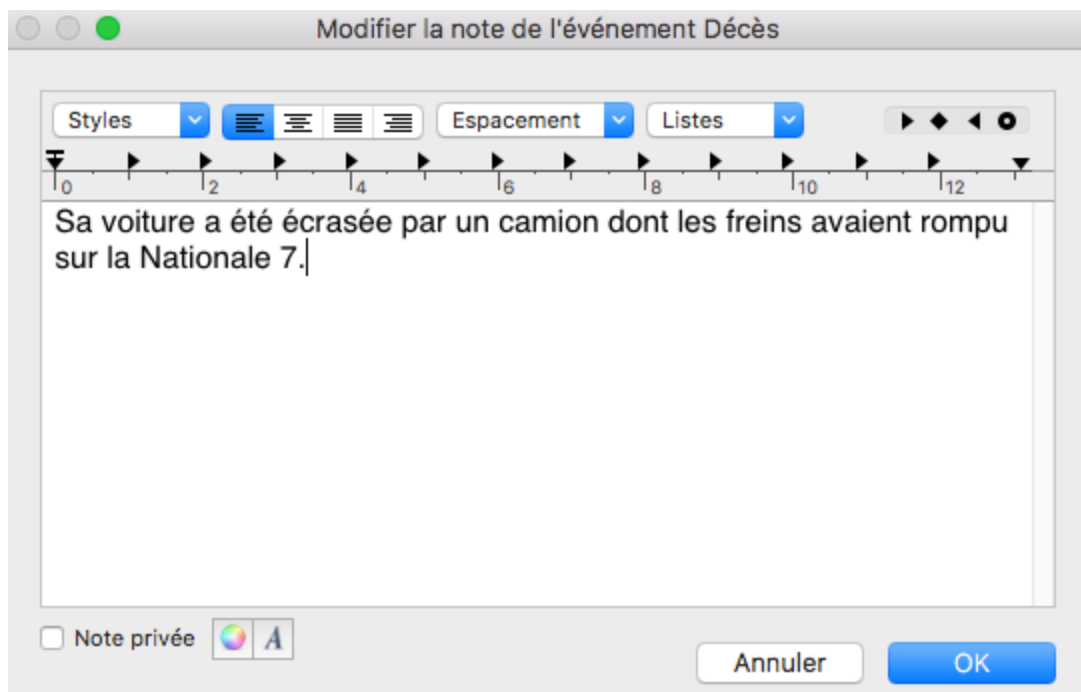 Modifier la note de l'événement Décès
Styles Espacement Listes
0 2 4 6 8 10 12
Sa voiture a été écrasée par un camion dont les freins avaient rompu
sur la Nationale 7.
Note privée A
Annuler OK